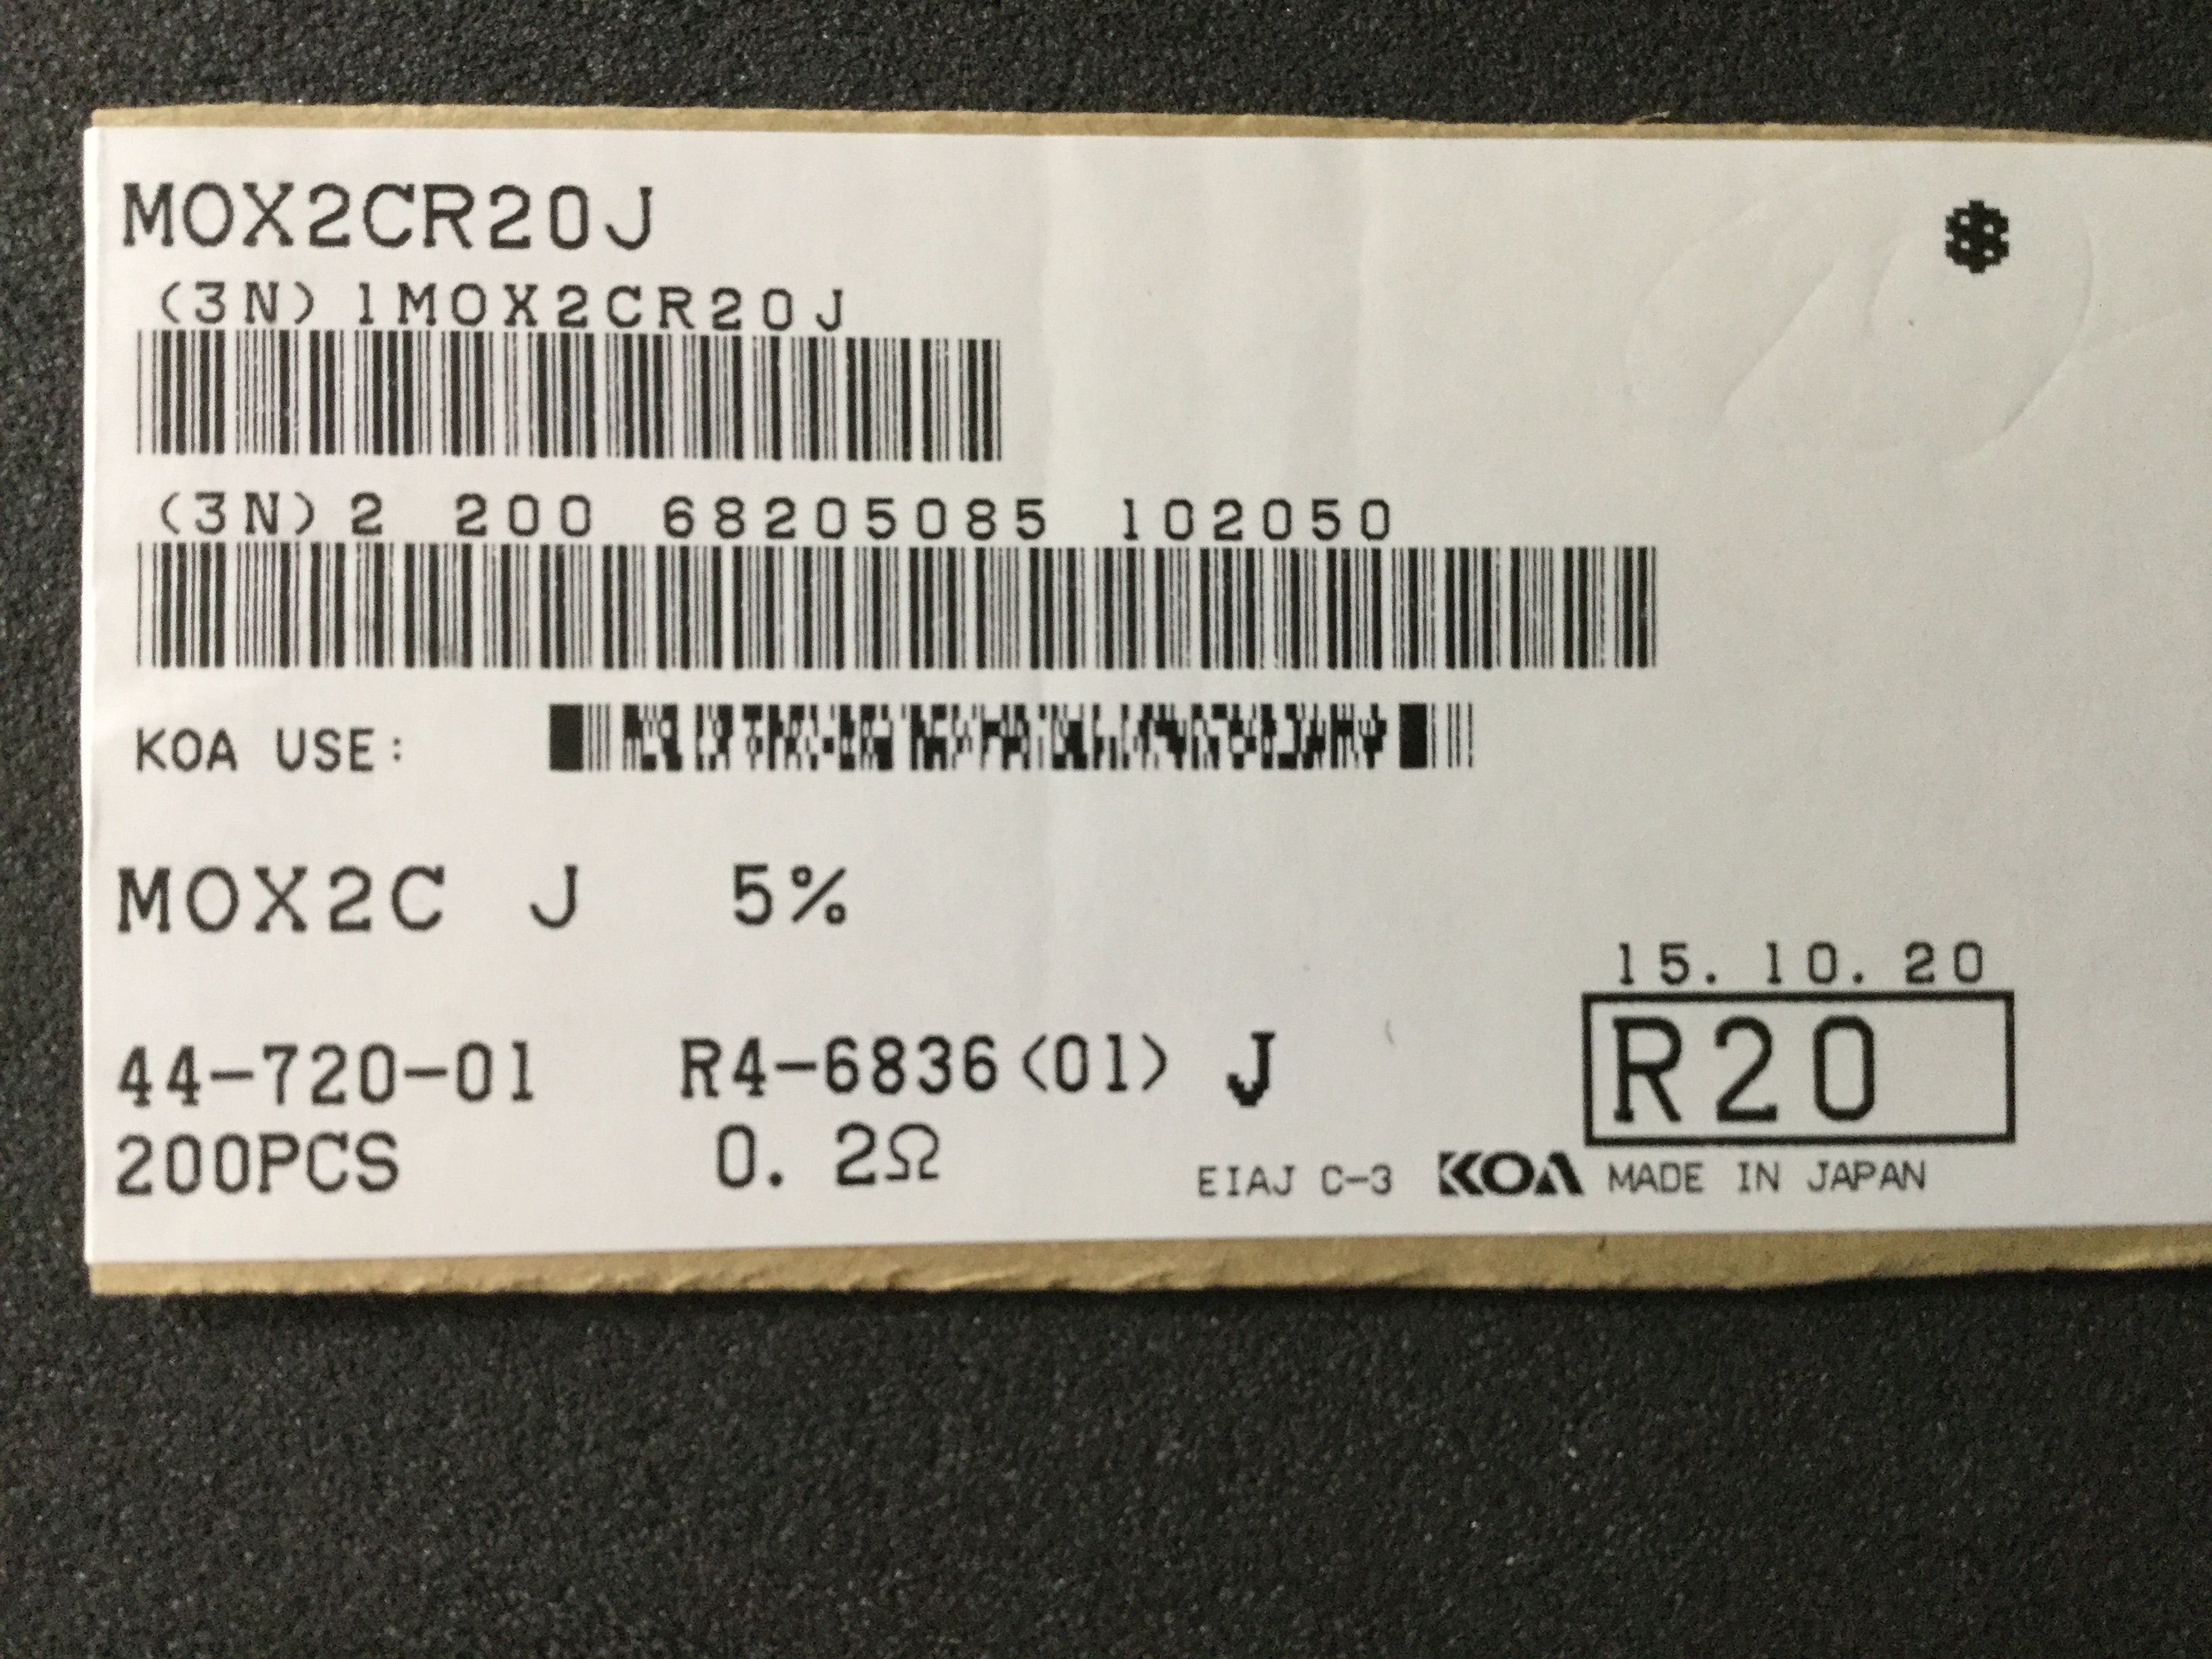 MOX2CR20J
(3N)1MOX2CR20J
(3N)2 200 68205085 102050
KOA USE:
MOX2C J 5%
15.10.20
44-720-01 R4-6836(01) J R20
200PCS 0.2Ω
EIAJ C-3 KOA MADE IN JAPAN